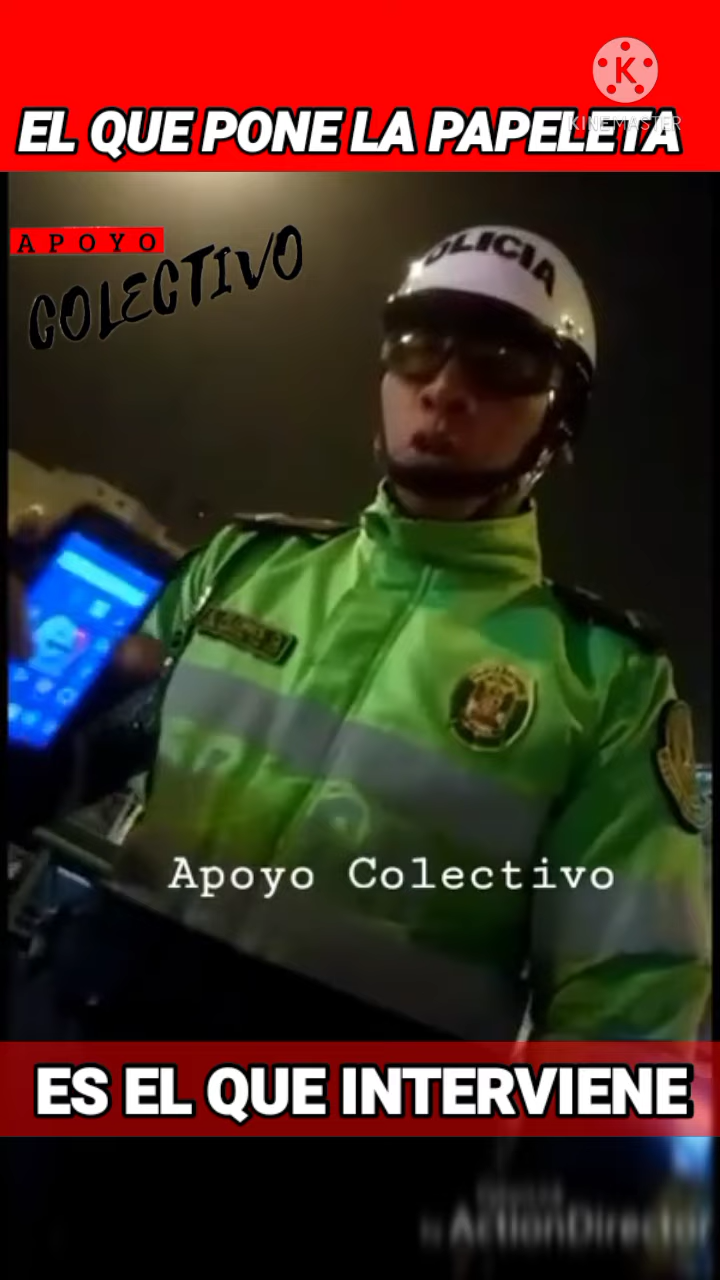 KINEMASTER
EL QUE PONE LA PAPELETA
APOYO
COLECTIVO
POLICIA
Apoyo Colectivo
ES EL QUE INTERVIENE
ActionDirector